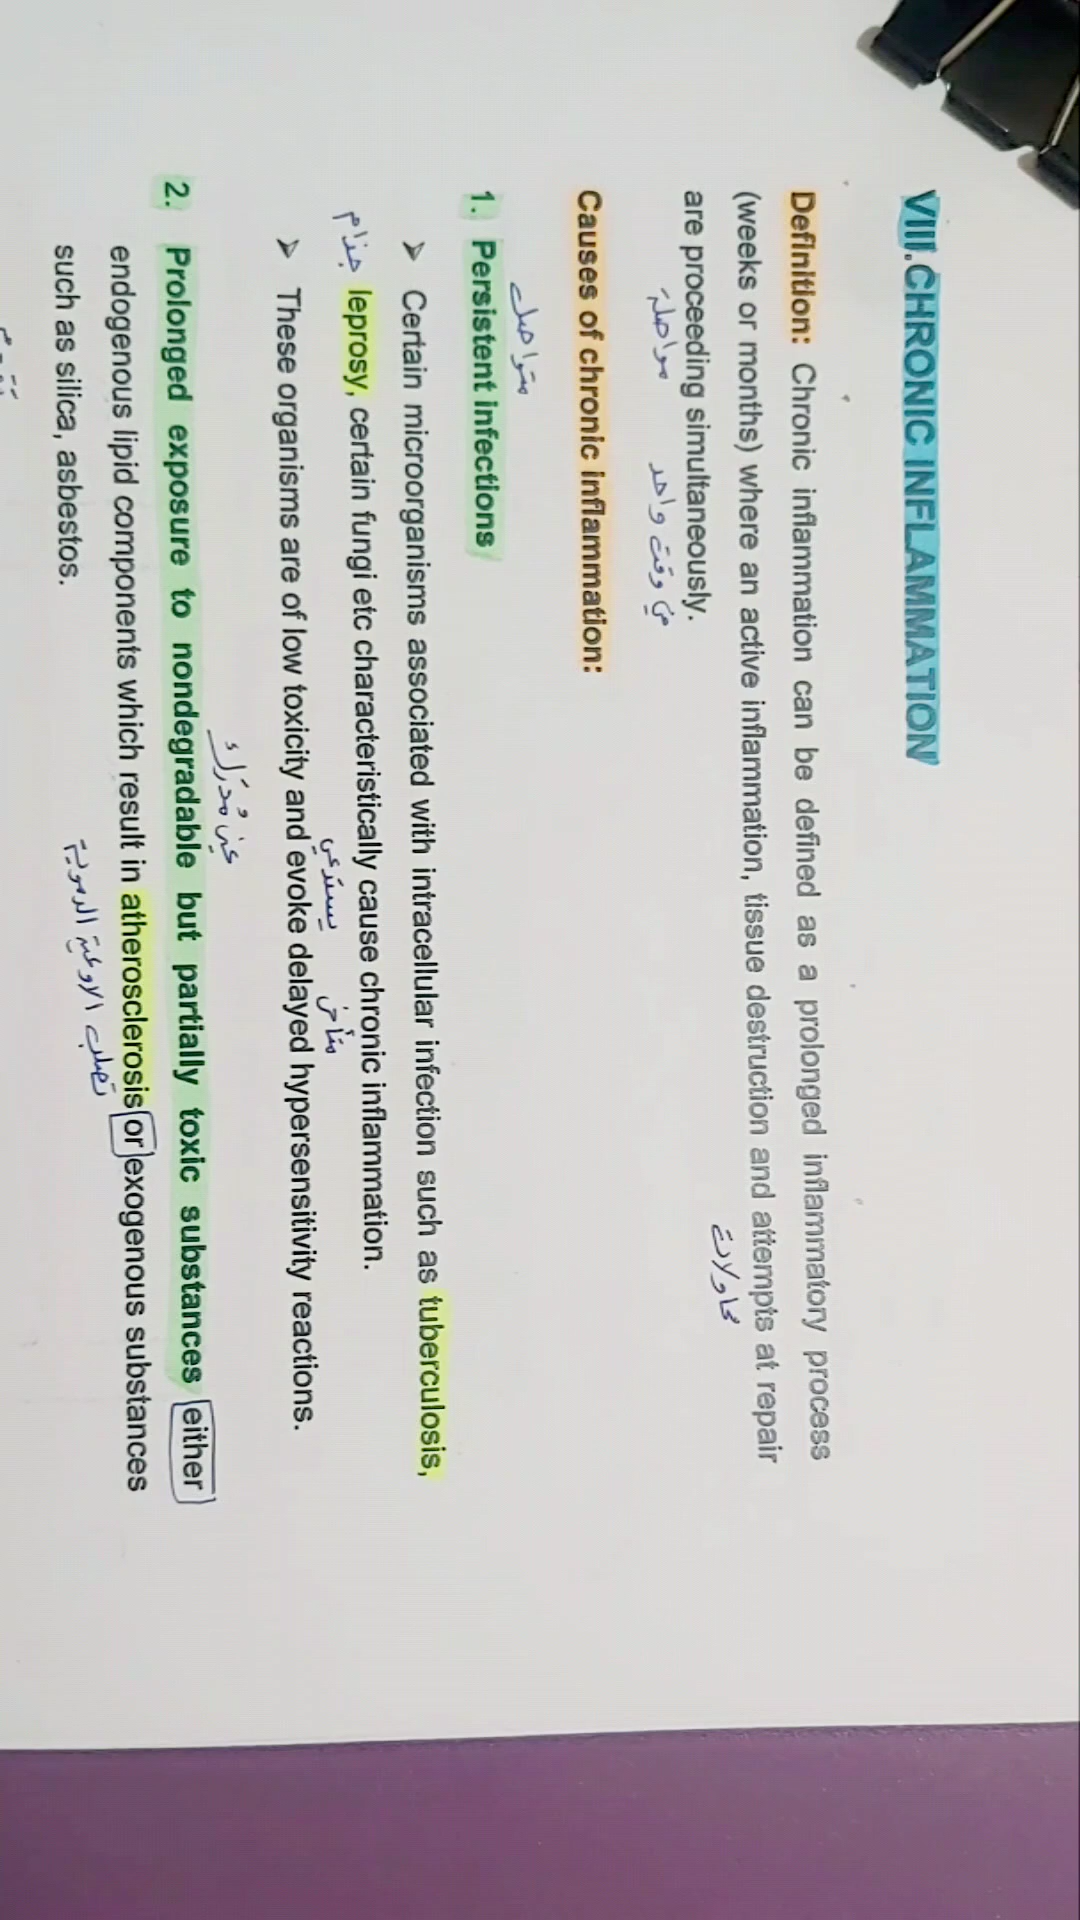 VIII.CHRONIC INFLAMMATION
Definition: Chronic inflammation can be defined as a prolonged inflammatory process
(weeks or months) where an active inflammation, tissue destruction and attempts at repair
محاولات
are proceeding simultaneously.
مواصلة في وقت واحد
Causes of chronic inflammation:
متواصل
1. Persistent infections
➢ Certain microorganisms associated with intracellular infection such as tuberculosis,
جذام leprosy, certain fungi etc characteristically cause chronic inflammation.
يستدعي متأخر
➢ These organisms are of low toxicity and evoke delayed hypersensitivity reactions.
2. Prolonged exposure to nondegradable but partially toxic substances either
endogenous lipid components which result in atherosclerosis or exogenous substances
تصلب الاوعية الدموية
such as silica, asbestos.